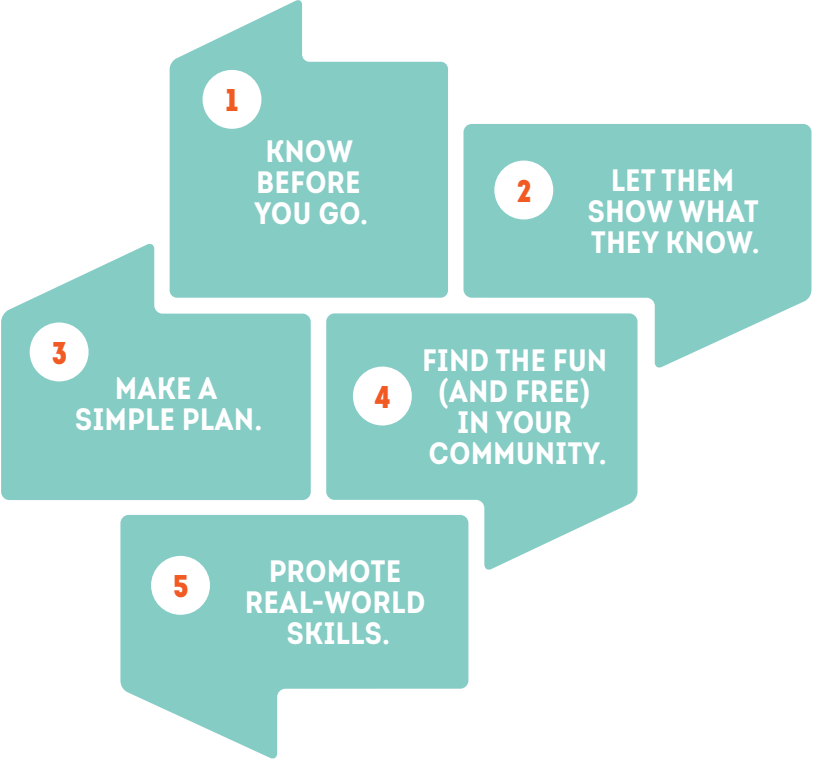 1
KNOW
BEFORE
YOU GO.
2
LET THEM
SHOW WHAT
THEY KNOW.
3
MAKE A
SIMPLE PLAN.
4
FIND THE FUN
(AND FREE)
IN YOUR
COMMUNITY.
5
PROMOTE
REAL-WORLD
SKILLS.